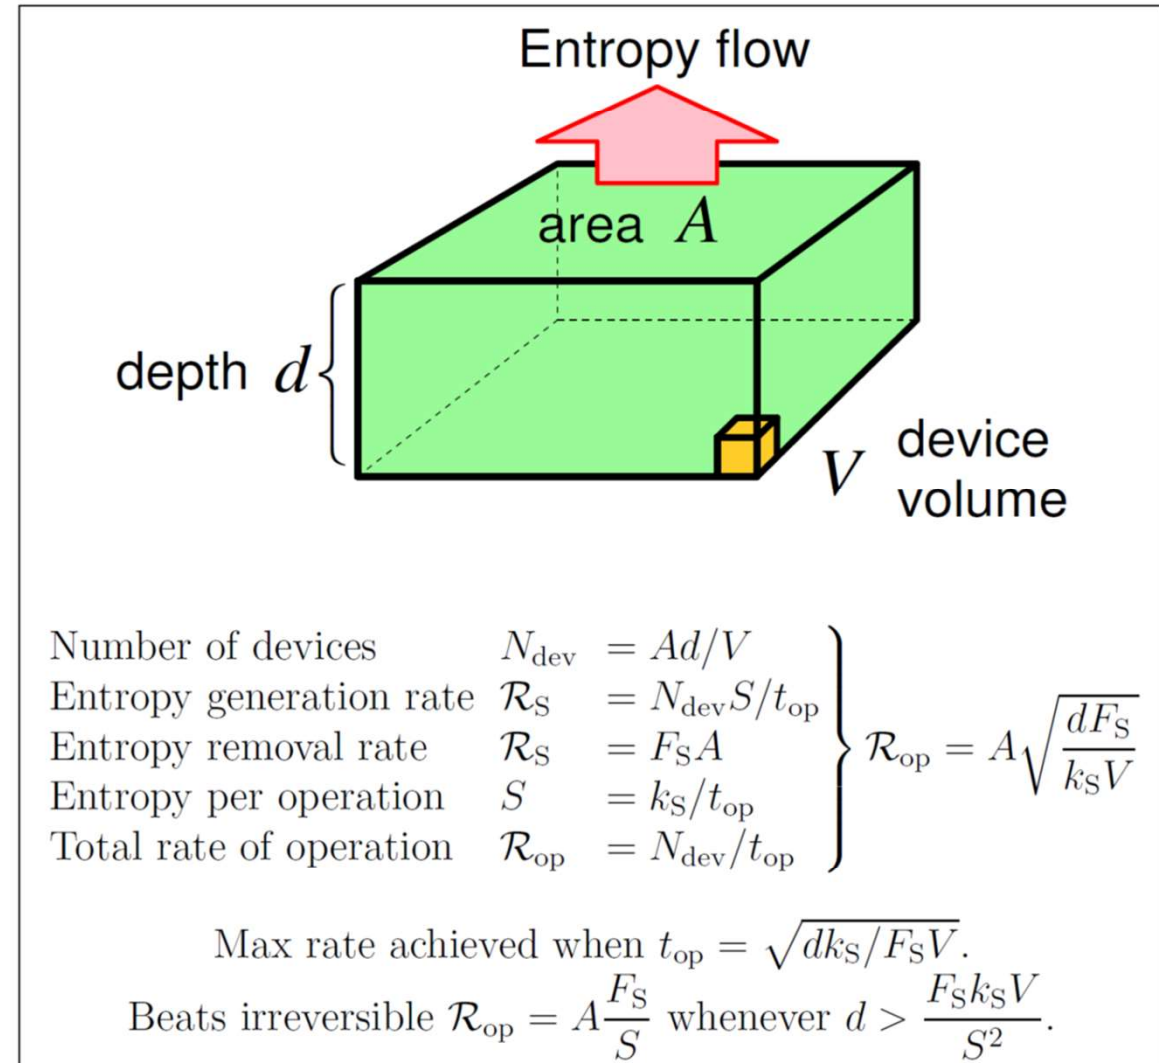 Entropy flow
area A
depth d
V device volume
Number of devices N_dev = Ad/V
Entropy generation rate R_S = N_dev S/t_op
Entropy removal rate R_S = F_S A
Entropy per operation S = k_S/t_op
Total rate of operation R_op = N_dev/t_op
R_op = A√(dF_S/k_S V)
Max rate achieved when t_op = √(dk_S/F_S V).
Beats irreversible R_op = A F_S/S whenever d > F_S k_S V/S².